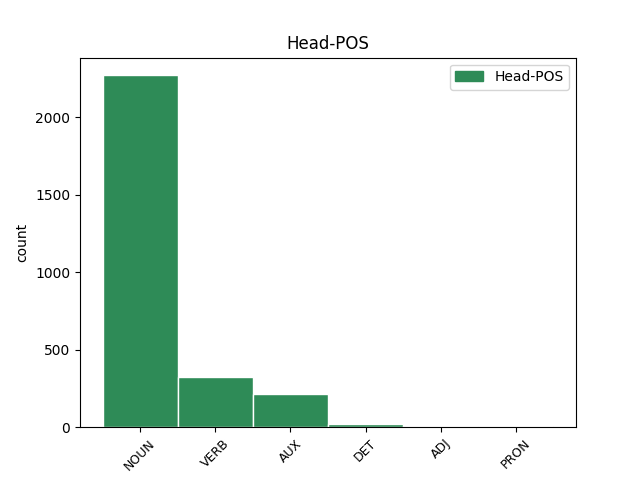 Head-POS
Head-POS
2000
1500
1000
500
0
count
NOUN
VERB
AUX
DET
ADJ
PRON